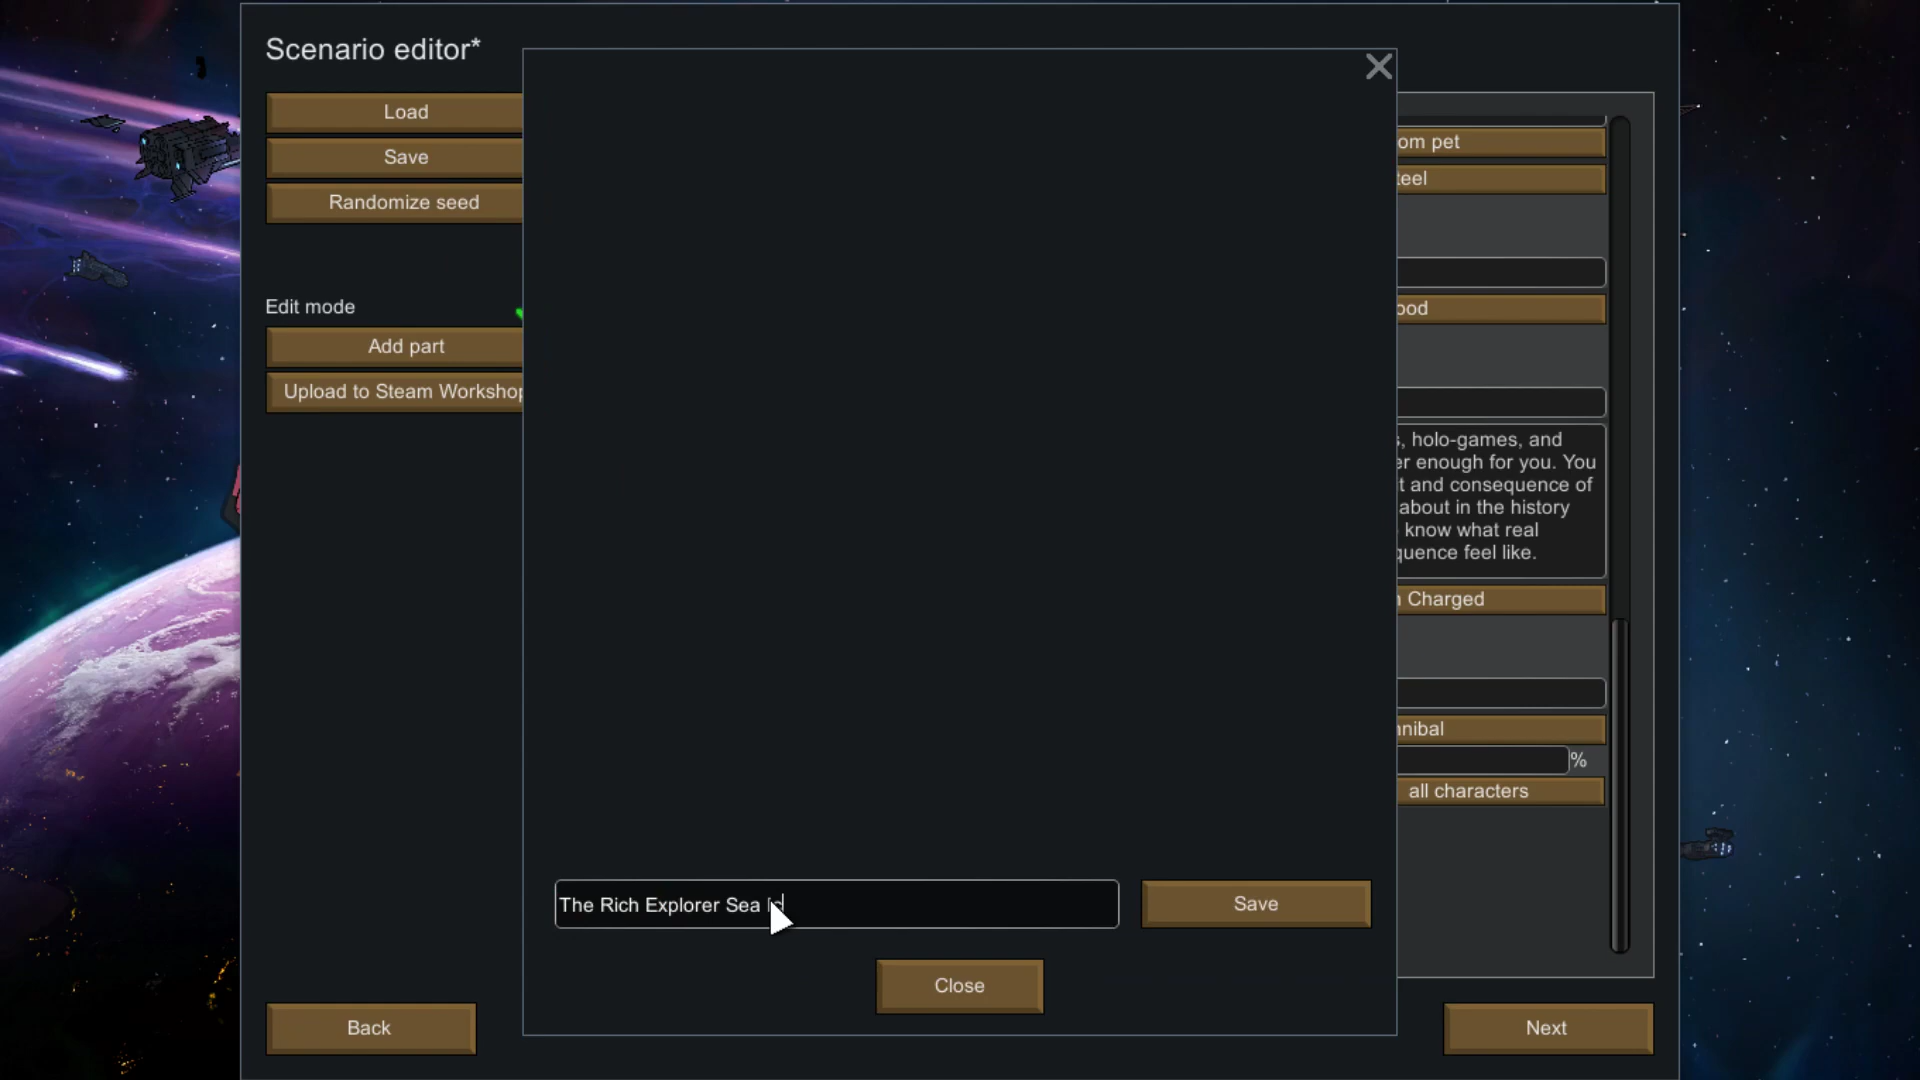 Scenario editor*
Load
Save
Randomize seed
Edit mode
Add part
Upload to Steam Workshop
The Rich Explorer Sea
Save
Close
Back
Next
om pet
teel
ood
, holo-games, and
er enough for you. You
t and consequence of
about in the history
know what real
quence feel like.
Charged
nnibal
%
all characters